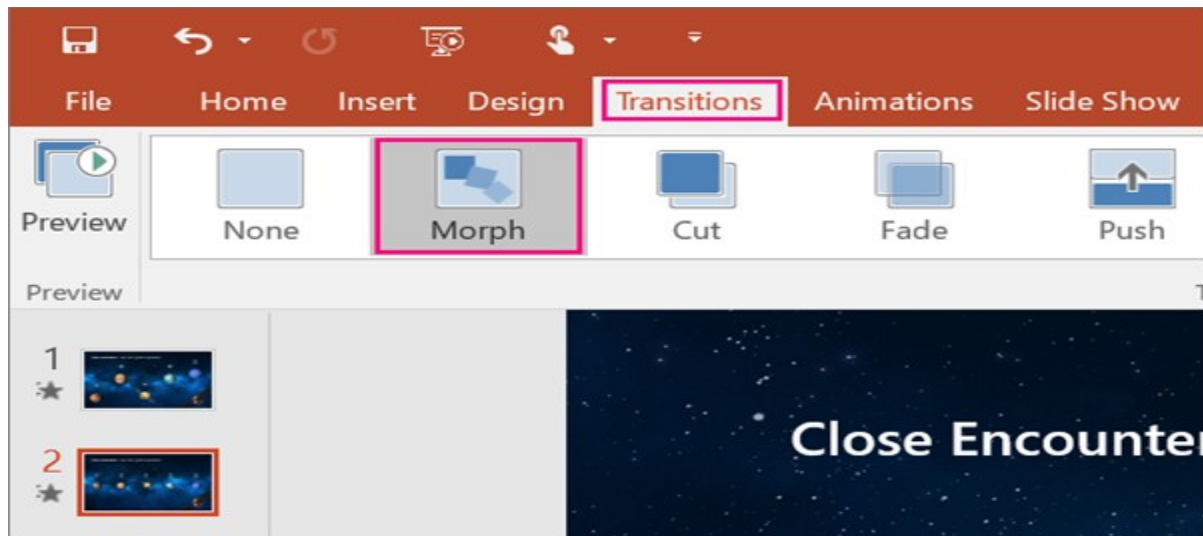 File Home Insert Design Transitions Animations Slide Show
Preview None Morph Cut Fade Push
Preview
1
Close Encounter
2